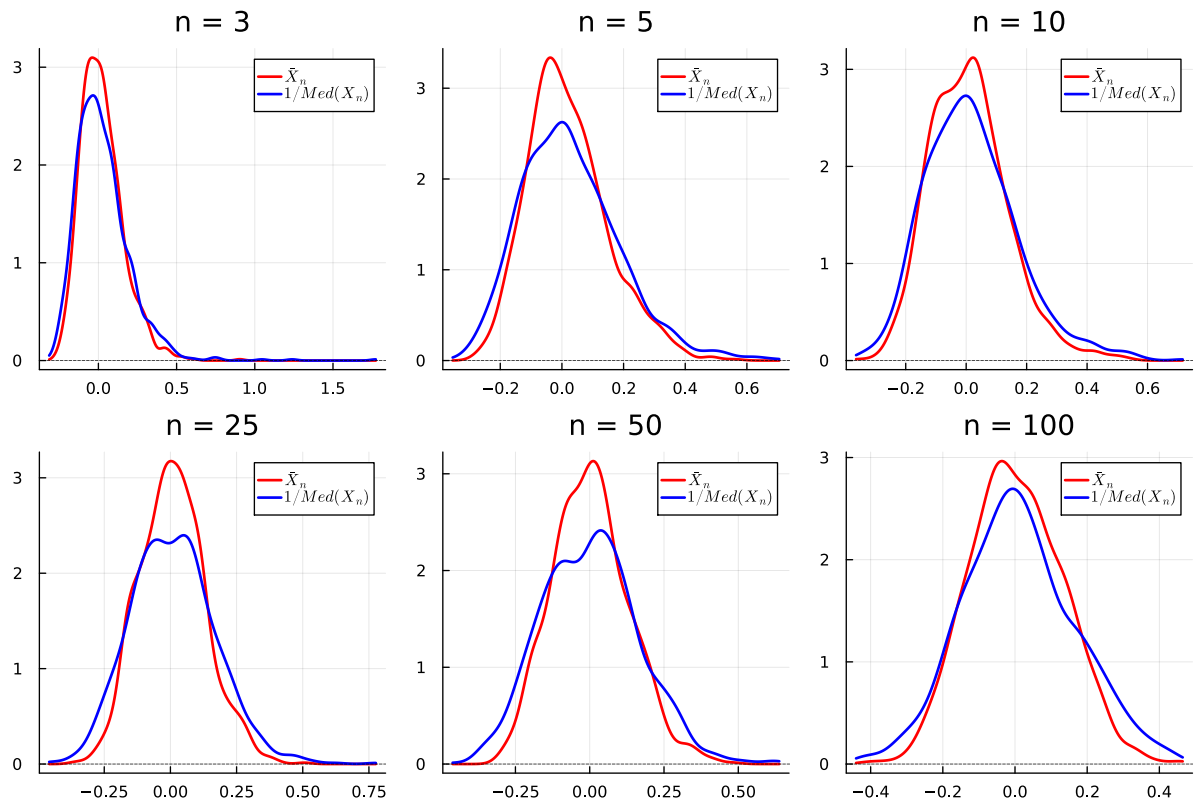 n = 3
3
2
1
0
0.0 0.5 1.0 1.5
X̄ₙ
1/Med(Xₙ)
n = 5
3
2
1
0
−0.4 −0.2 0.0 0.2 0.4 0.6
X̄ₙ
1/Med(Xₙ)
n = 10
3
2
1
0
−0.2 0.0 0.2 0.4 0.6
X̄ₙ
1/Med(Xₙ)
n = 25
3
2
1
0
−0.25 0.00 0.25 0.50 0.75
X̄ₙ
1/Med(Xₙ)
n = 50
3
2
1
0
−0.25 0.00 0.25 0.50
X̄ₙ
1/Med(Xₙ)
n = 100
3
2
1
0
−0.4 −0.2 0.0 0.2 0.4
X̄ₙ
1/Med(Xₙ)